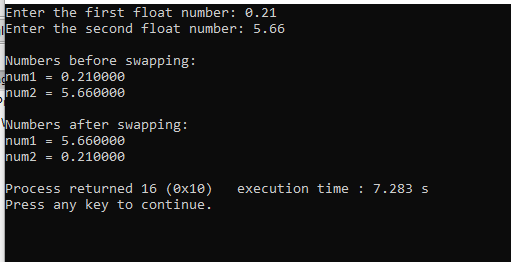 Enter the first float number: 0.21
Enter the second float number: 5.66
Numbers before swapping:
num1 = 0.210000
num2 = 5.660000
Numbers after swapping:
num1 = 5.660000
num2 = 0.210000
Process returned 16 (0x10)   execution time : 7.283 s
Press any key to continue.